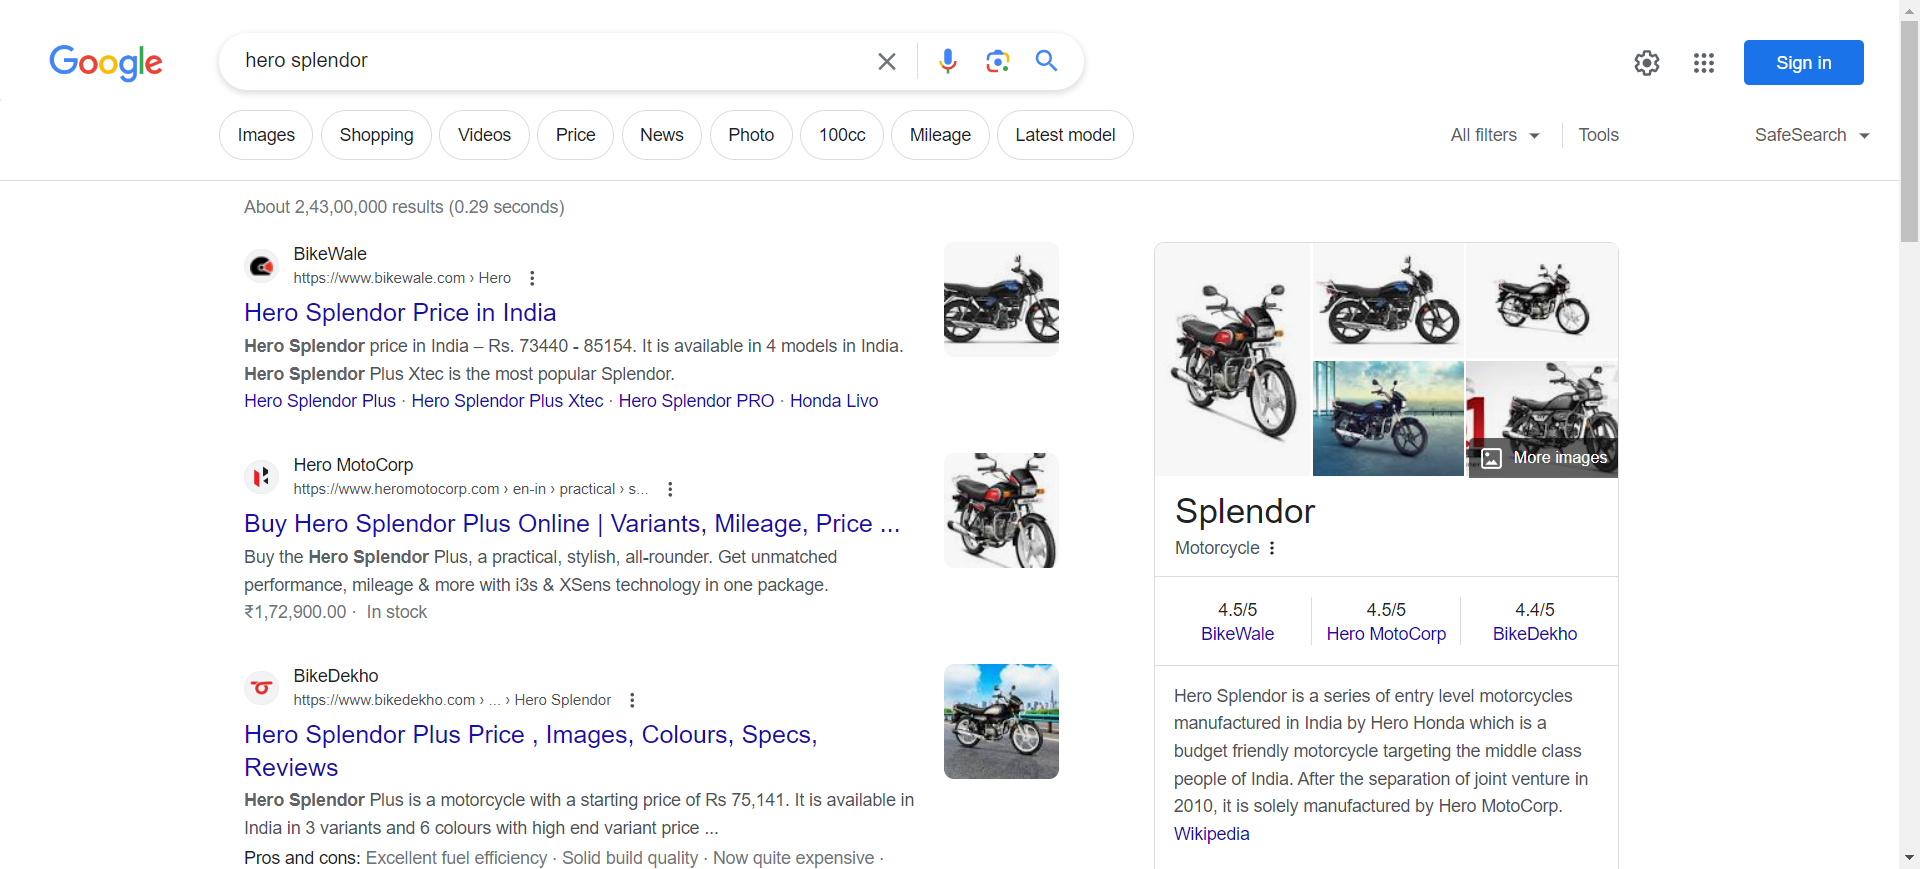 Google
hero splendor
Sign in
Images
Shopping
Videos
Price
News
Photo
100cc
Mileage
Latest model
All filters
Tools
SafeSearch
About 2,43,00,000 results (0.29 seconds)
BikeWale
https://www.bikewale.com › Hero
Hero Splendor Price in India
Hero Splendor price in India – Rs. 73440 - 85154. It is available in 4 models in India.
Hero Splendor Plus Xtec is the most popular Splendor.
Hero Splendor Plus · Hero Splendor Plus Xtec · Hero Splendor PRO · Honda Livo
Hero MotoCorp
https://www.heromotocorp.com › en-in › practical › s...
Buy Hero Splendor Plus Online | Variants, Mileage, Price ...
Buy the Hero Splendor Plus, a practical, stylish, all-rounder. Get unmatched
performance, mileage & more with i3s & XSens technology in one package.
₹1,72,900.00 · In stock
BikeDekho
https://www.bikedekho.com › ... › Hero Splendor
Hero Splendor Plus Price , Images, Colours, Specs,
Reviews
Hero Splendor Plus is a motorcycle with a starting price of Rs 75,141. It is available in
India in 3 variants and 6 colours with high end variant price ...
Pros and cons: Excellent fuel efficiency · Solid build quality · Now quite expensive ·
More images
Splendor
Motorcycle
4.5/5
BikeWale
4.5/5
Hero MotoCorp
4.4/5
BikeDekho
Hero Splendor is a series of entry level motorcycles
manufactured in India by Hero Honda which is a
budget friendly motorcycle targeting the middle class
people of India. After the separation of joint venture in
2010, it is solely manufactured by Hero MotoCorp.
Wikipedia